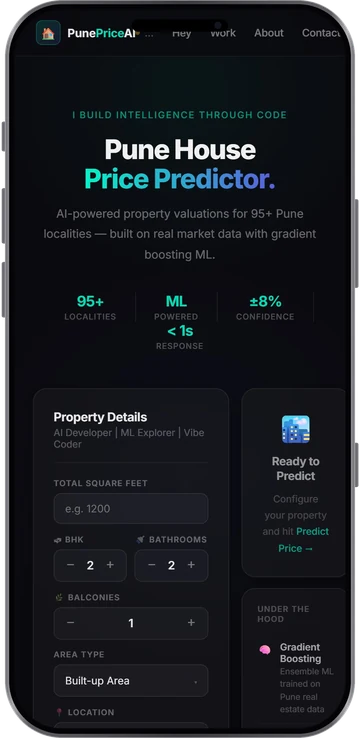 PunePriceAI ... Hey Work About Contact
I BUILD INTELLIGENCE THROUGH CODE
Pune House
Price Predictor.
AI-powered property valuations for 95+ Pune
localities — built on real market data with gradient
boosting ML.
95+ ML ±8%
LOCALITIES POWERED CONFIDENCE
< 1s
RESPONSE
Property Details
AI Developer | ML Explorer | Vibe
Coder
TOTAL SQUARE FEET
e.g. 1200
BHK BATHROOMS
− 2 + − 2 +
BALCONIES
− 1 +
AREA TYPE
Built-up Area
LOCATION
Ready to
Predict
Configure
your property
and hit Predict
Price →
UNDER THE
HOOD
Gradient
Boosting
Ensemble ML
trained on
Pune real
estate data